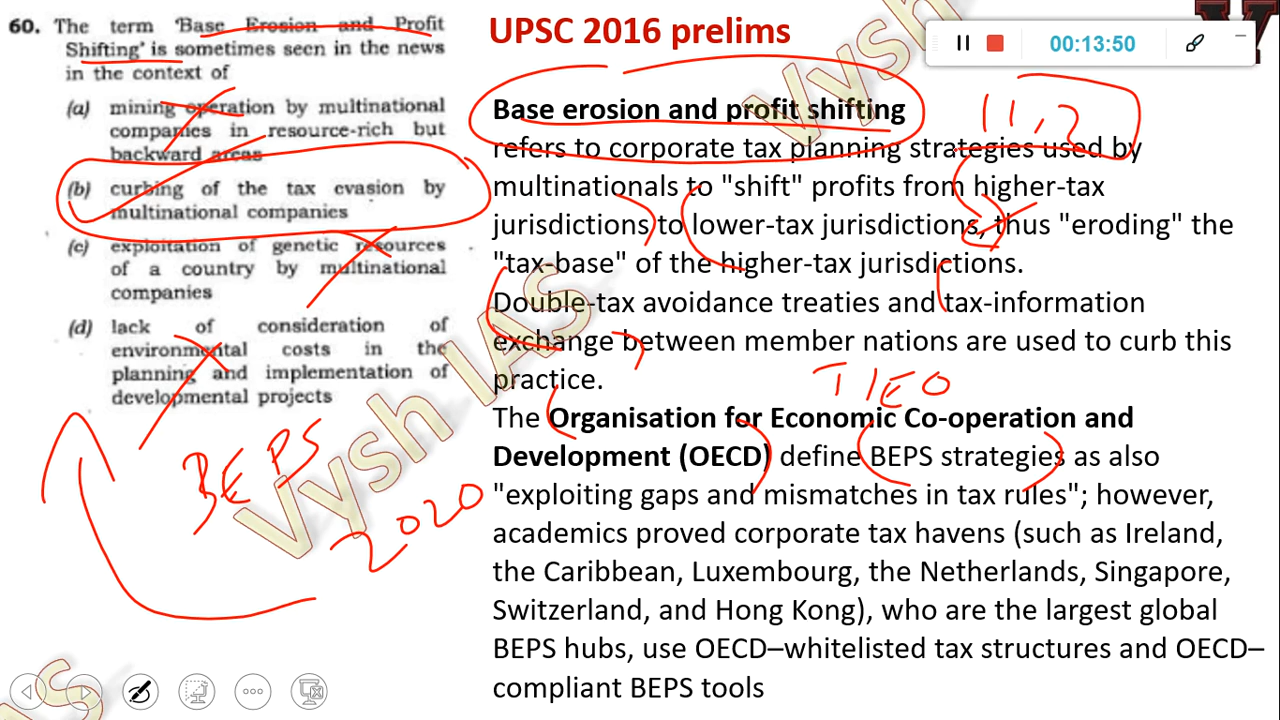 60. The term 'Base Erosion and Profit
Shifting' is sometimes seen in the news
in the context of
(a) mining operation by multinational
companies in resource-rich but
backward areas
(b) curbing of the tax evasion by
multinational companies
(c) exploitation of genetic resources
of a country by multinational
companies
(d) lack of consideration of
environmental costs in the
planning and implementation of
developmental projects
BEPS
2020
UPSC 2016 prelims
00:13:50
Base erosion and profit shifting
11,2
refers to corporate tax planning strategies used by
multinationals to "shift" profits from higher-tax
jurisdictions to lower-tax jurisdictions, thus "eroding" the
"tax-base" of the higher-tax jurisdictions.
Double-tax avoidance treaties and tax-information
exchange between member nations are used to curb this
practice.
TIEO
The Organisation for Economic Co-operation and
Development (OECD) define BEPS strategies as also
"exploiting gaps and mismatches in tax rules"; however,
academics proved corporate tax havens (such as Ireland,
the Caribbean, Luxembourg, the Netherlands, Singapore,
Switzerland, and Hong Kong), who are the largest global
BEPS hubs, use OECD–whitelisted tax structures and OECD–
compliant BEPS tools
Vysh IAS
Vysh
S